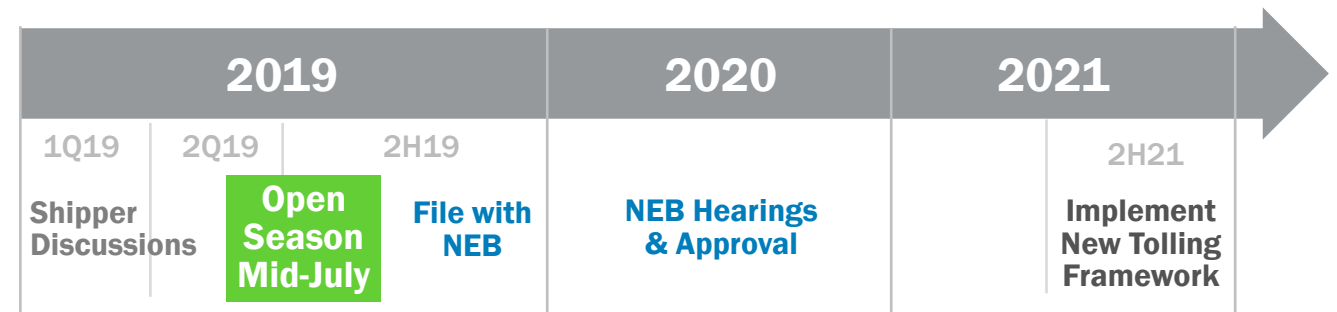 2019
2020
2021
1Q19
2Q19
2H19
2H21
Shipper
Discussions
Open
Season
Mid-July
File with
NEB
NEB Hearings
& Approval
Implement
New Tolling
Framework